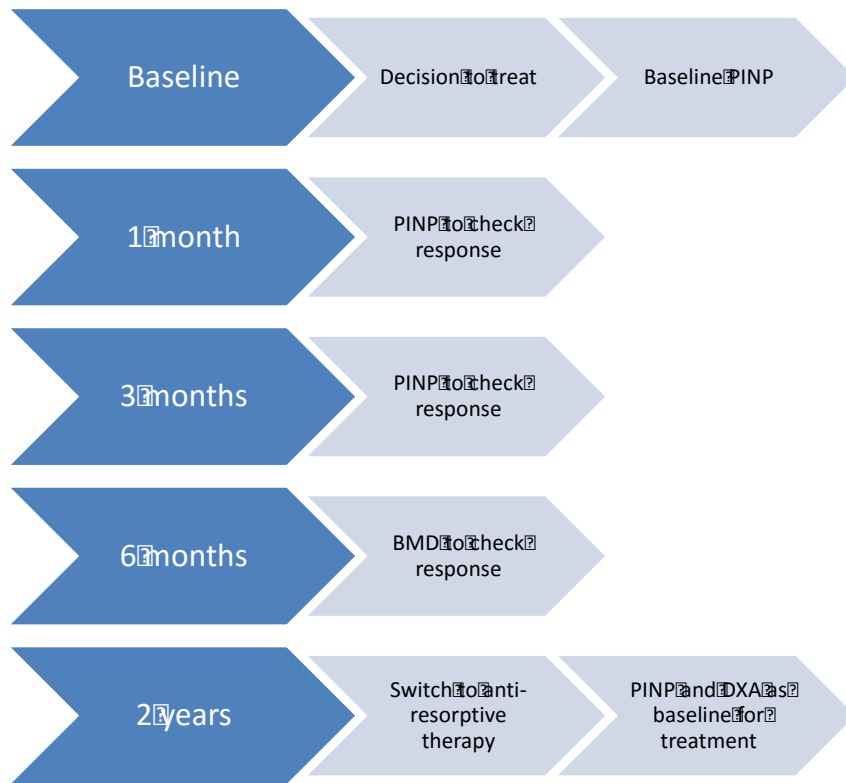 Baseline
Decision to treat
Baseline PINP
1 month
PINP to check
response
3 months
PINP to check
response
6 months
BMD to check
response
2 years
Switch to anti-
resorptive
therapy
PINP and DXA as
baseline for
treatment